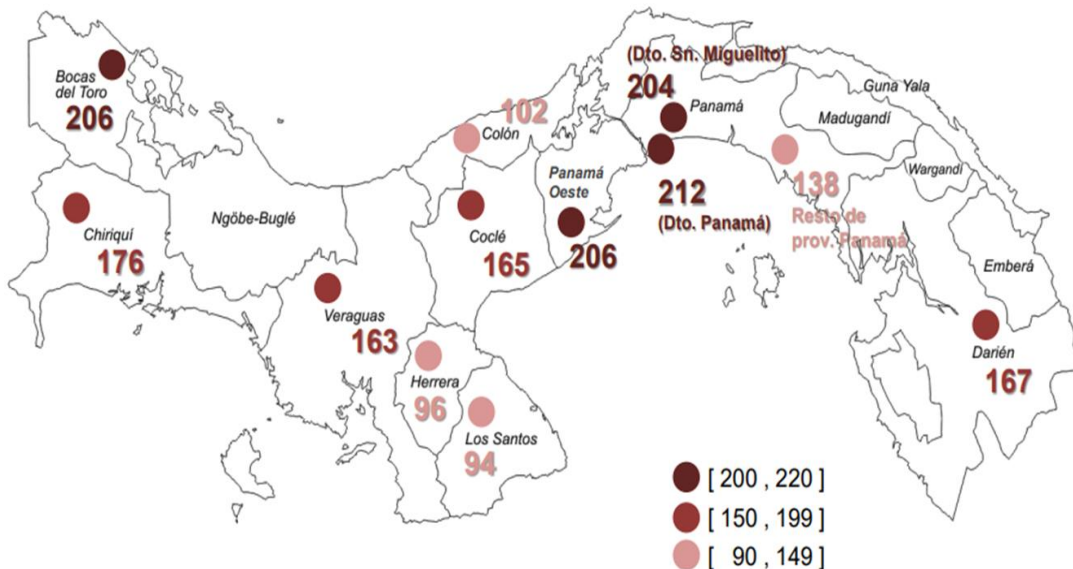 (Dto. Sn. Miguelito)
204
Bocas
del Toro
206
102
Colón
Panamá
Guna Yala
Madugandí
Wargandí
Panamá
Oeste
206
212
(Dto. Panamá)
138
Resto de
prov. Panamá
Ngöbe-Buglé
Chiriquí
176
Coclé
165
Emberá
Veraguas
163
Herrera
96
Los Santos
94
Darién
167
[ 200 , 220 ]
[ 150 , 199 ]
[ 90 , 149 ]